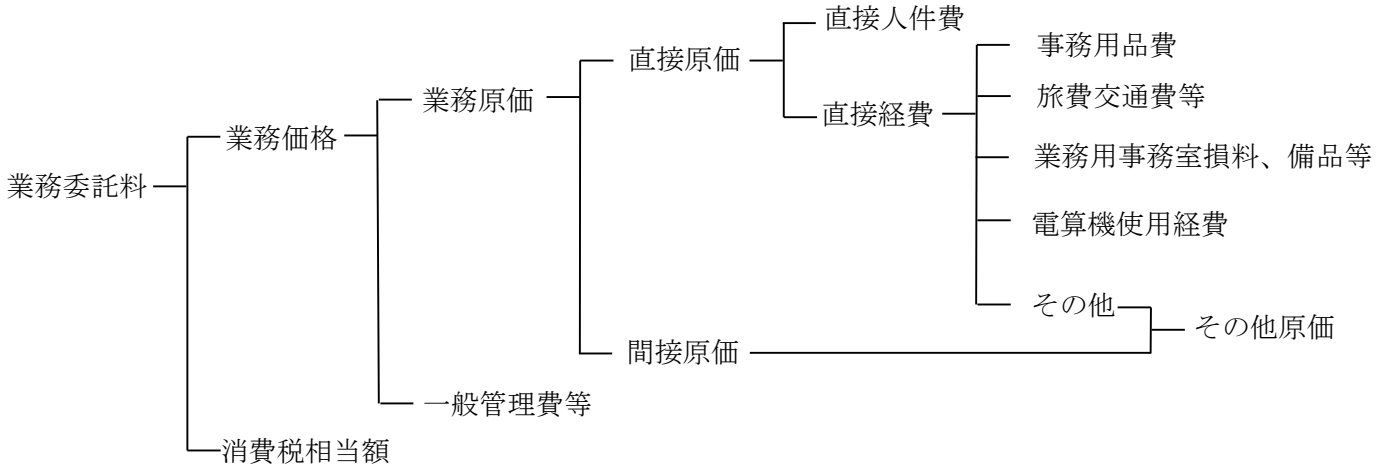 直接人件費
事務用品費
直接原価
旅費交通費等
業務原価
直接経費
業務価格
業務用事務室損料、備品等
業務委託料
電算機使用経費
その他
その他原価
間接原価
一般管理費等
消費税相当額